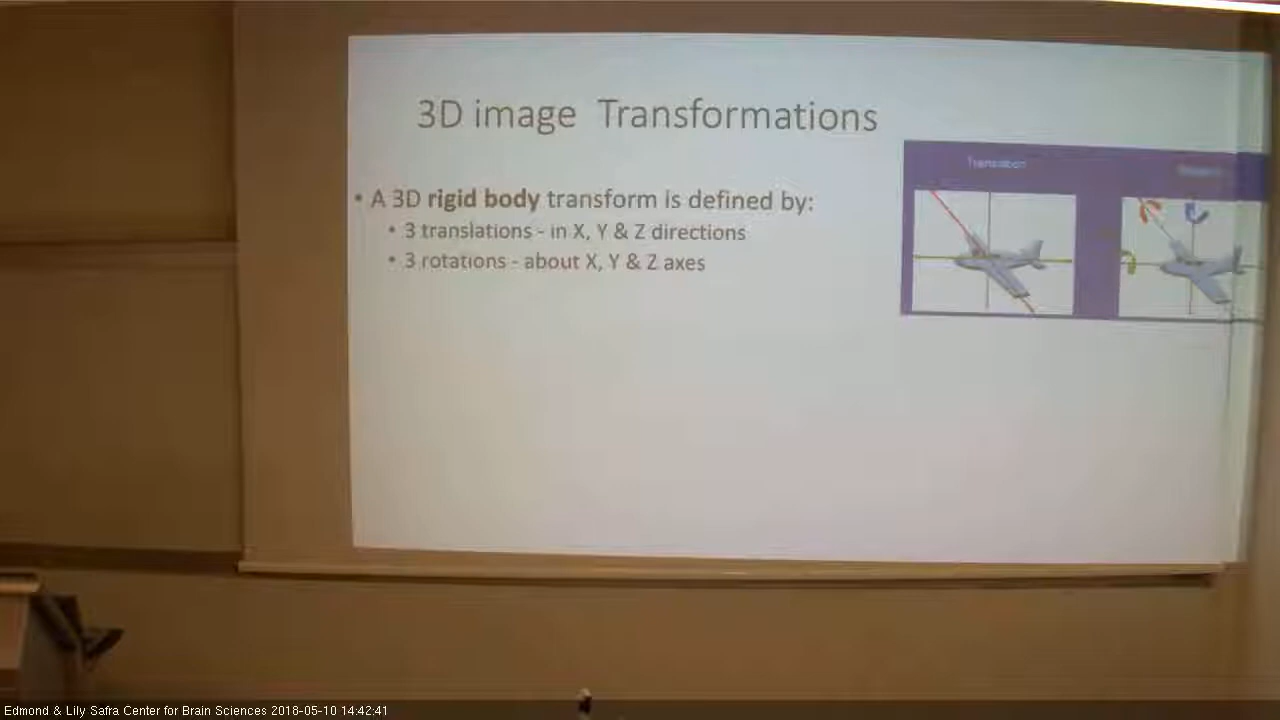 3D image Transformations
Translation
• A 3D rigid body transform is defined by:
• 3 translations - in X, Y & Z directions
• 3 rotations - about X, Y & Z axes
Edmond & Lily Safra Center for Brain Sciences 2018-05-10 14:42:41